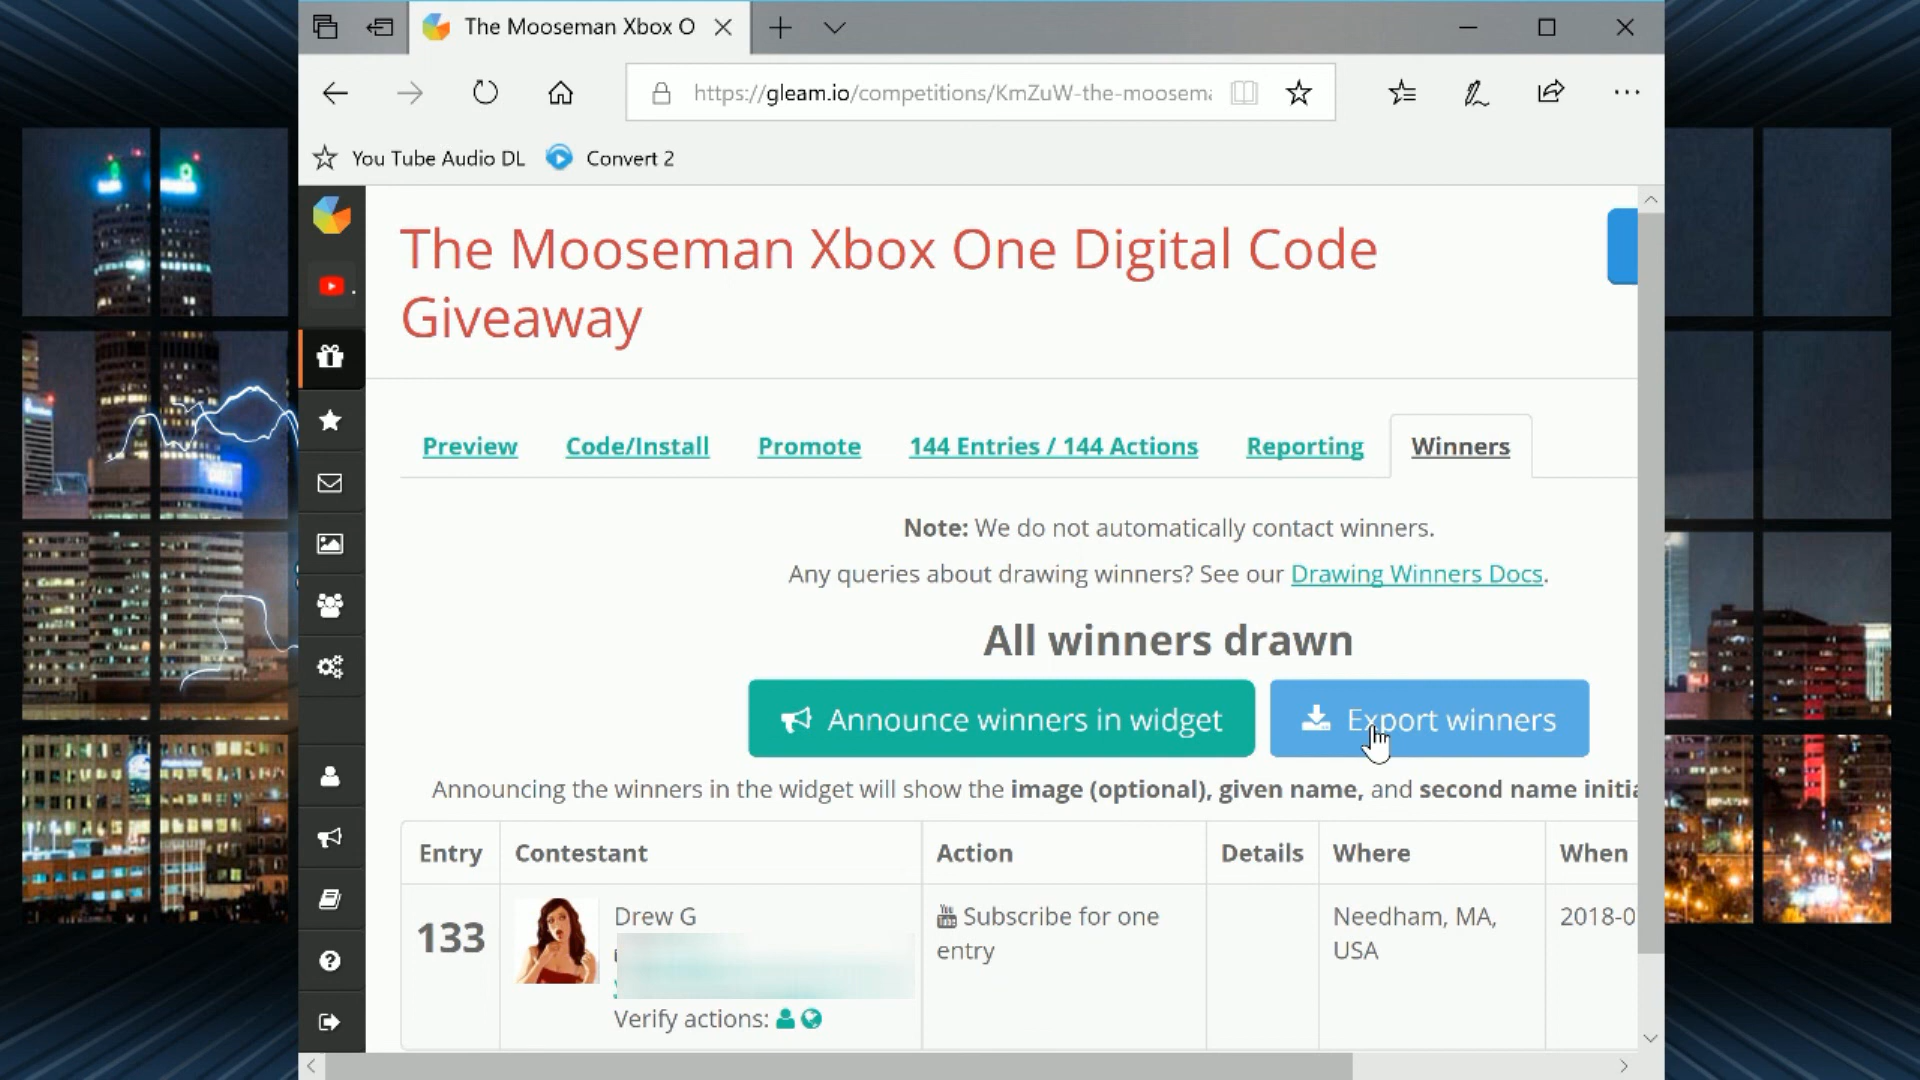 The Mooseman Xbox O
https://gleam.io/competitions/KmZuW-the-moosema
You Tube Audio DL Convert 2
The Mooseman Xbox One Digital Code
Giveaway
Preview Code/Install Promote 144 Entries / 144 Actions Reporting Winners
Note: We do not automatically contact winners.
Any queries about drawing winners? See our Drawing Winners Docs.
All winners drawn
Announce winners in widget Export winners
Announcing the winners in the widget will show the image (optional), given name, and second name initia
Entry Contestant Action Details Where When
133 Drew G Subscribe for one entry Needham, MA, USA 2018-0
Verify actions: